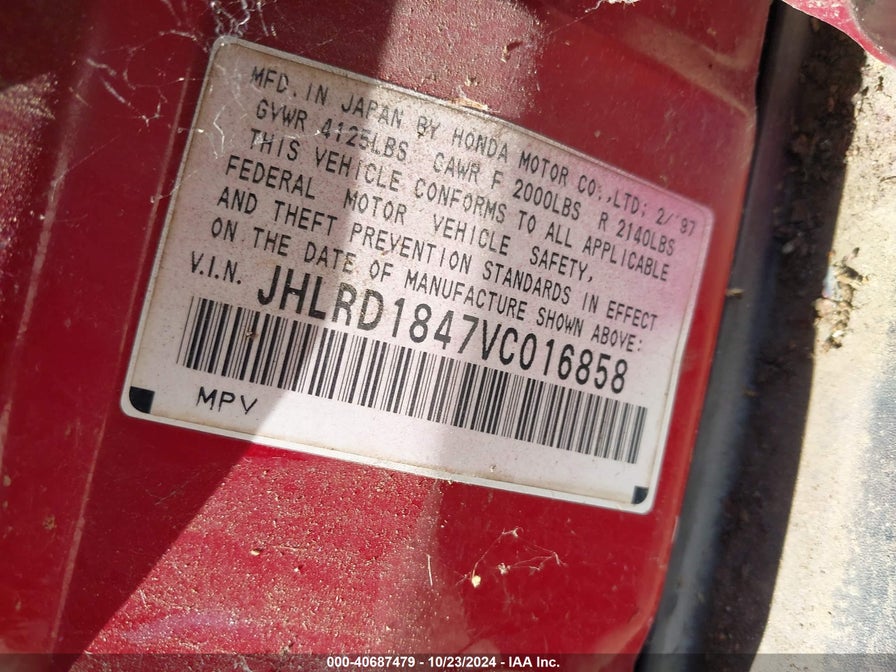 MFD. IN JAPAN BY HONDA MOTOR CO.,LTD; 2/'97
GVWR 4125LBS GAWR F 2000LBS R 2140LBS
THIS VEHICLE CONFORMS TO ALL APPLICABLE
FEDERAL MOTOR VEHICLE SAFETY,
AND THEFT PREVENTION STANDARDS IN EFFECT
ON THE DATE OF MANUFACTURE SHOWN ABOVE:
V.I.N. JHLRD1847VC016858
MPV
000-40687479 - 10/23/2024 - IAA Inc.